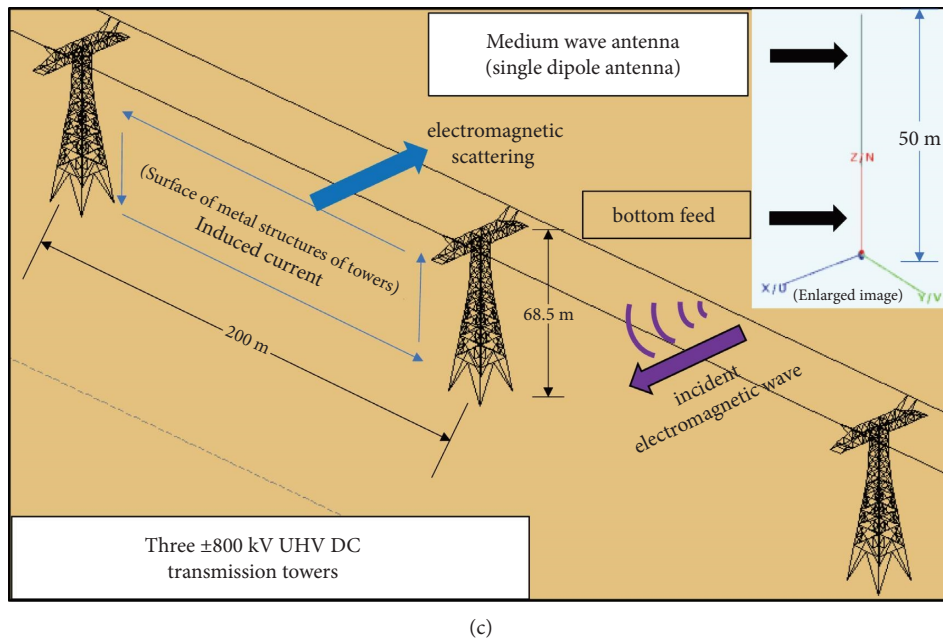 Medium wave antenna
(single dipole antenna)
50 m
Z/N
electromagnetic
scattering
bottom feed
X/U
Y/V
(Enlarged image)
(Surface of metal structures of towers)
Induced current
68.5 m
200 m
incident
electromagnetic wave
Three ±800 kV UHV DC
transmission towers
(c)